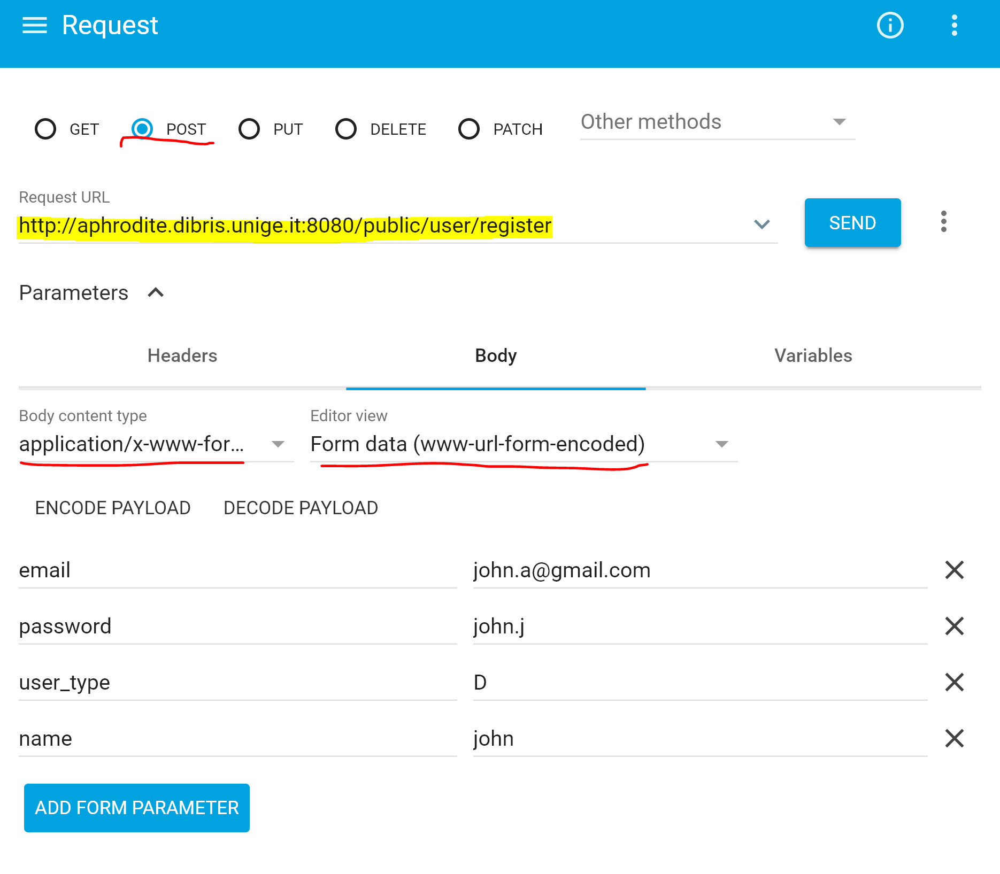 Request
GET POST PUT DELETE PATCH Other methods
Request URL
http://aphrodite.dibris.unige.it:8080/public/user/register
SEND
Parameters
Headers Body Variables
Body content type Editor view
application/x-www-for... Form data (www-url-form-encoded)
ENCODE PAYLOAD DECODE PAYLOAD
email john.a@gmail.com
password john.j
user_type D
name john
ADD FORM PARAMETER